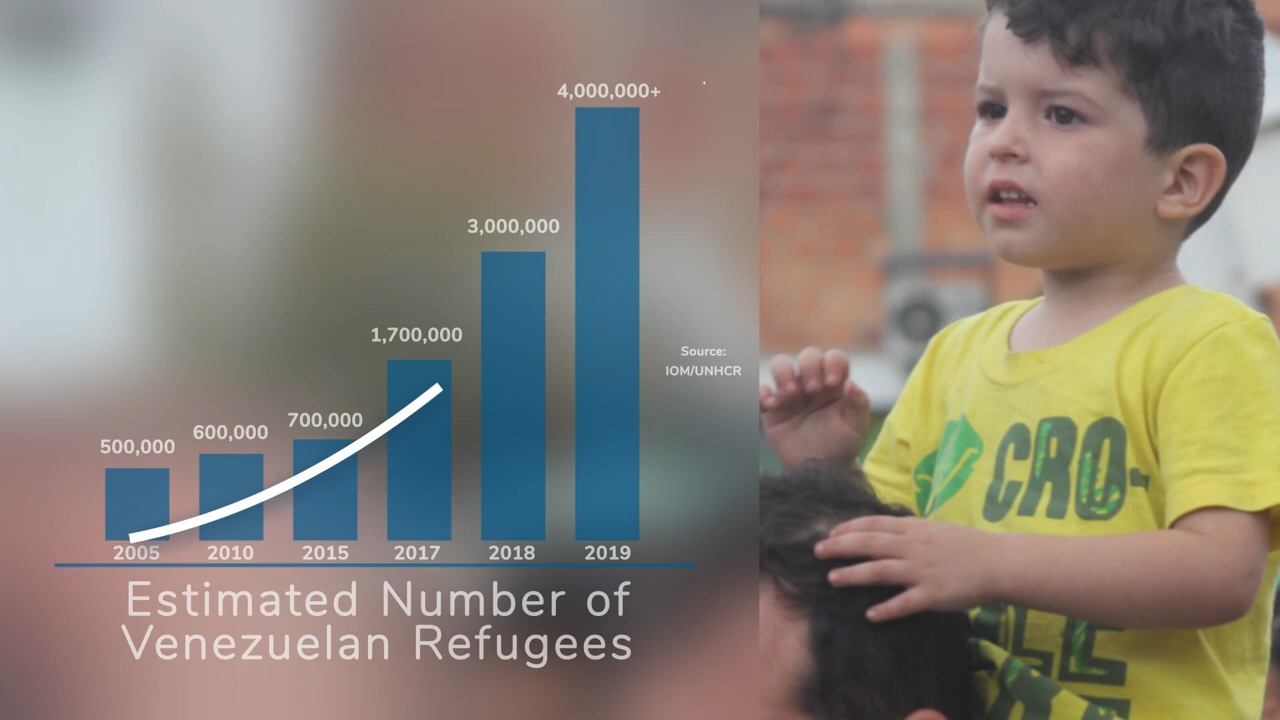 4,000,000+
3,000,000
1,700,000
700,000
600,000
500,000
Source:
IOM/UNHCR
2005 2010 2015 2017 2018 2019
Estimated Number of
Venezuelan Refugees
CRO-